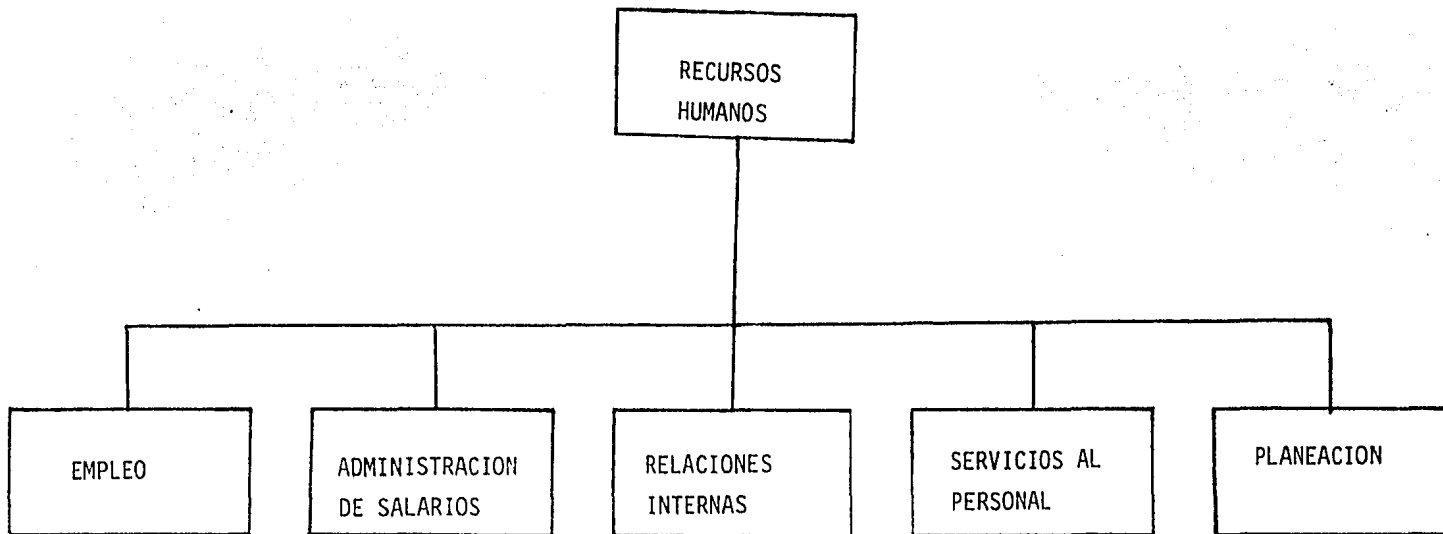 RECURSOS
HUMANOS
EMPLEO
ADMINISTRACION
DE SALARIOS
RELACIONES
INTERNAS
SERVICIOS AL
PERSONAL
PLANEACION